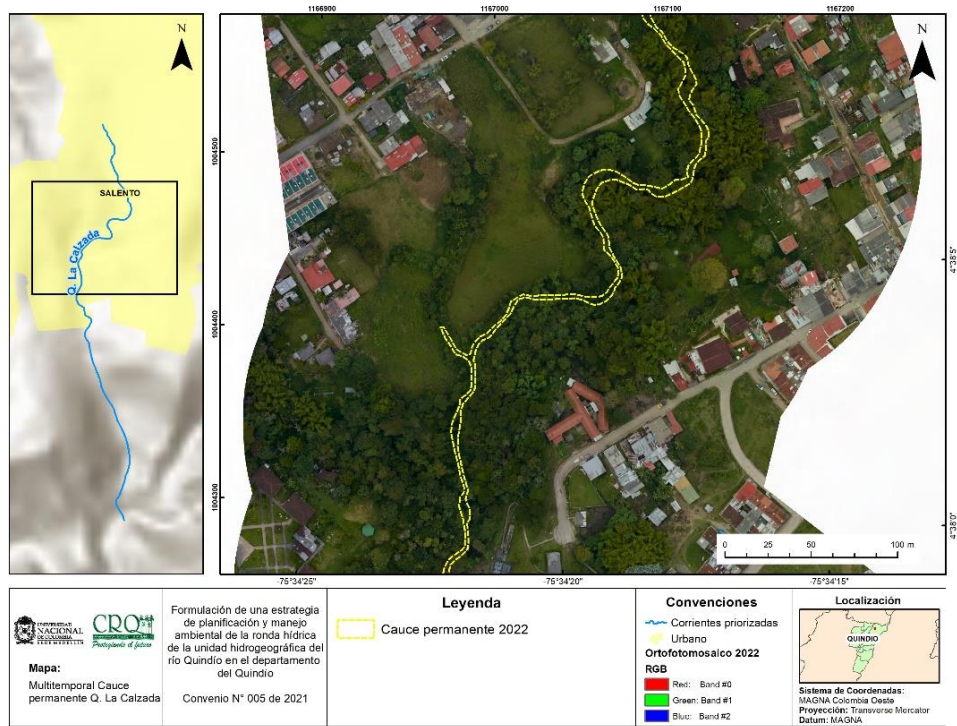 N
SALENTO
Q. La Calzada
1166900
1167000
1167100
1167200
N
1004500
1004400
1004300
4°38'5"
4°38'0"
0
25
50
100 m
-75°34'25"
-75°34'20"
-75°34'15"
UNIVERSIDAD
NACIONAL
DE COLOMBIA
SEDE MEDELLÍN
CRQ
Protegiendo el futuro
Mapa:
Multitemporal Cauce
permanente Q. La Calzada
Formulación de una estrategia
de planificación y manejo
ambiental de la ronda hídrica
de la unidad hidrogeográfica del
río Quindío en el departamento
del Quindío
Convenio N° 005 de 2021
Leyenda
Cauce permanente 2022
Convenciones
Corrientes priorizadas
Urbano
Ortofotomosaico 2022
RGB
Red: Band #0
Green: Band #1
Blue: Band #2
Localización
QUINDIO
Sistema de Coordenadas:
MAGNA Colombia Oeste
Proyección: Transverse Mercator
Datum: MAGNA